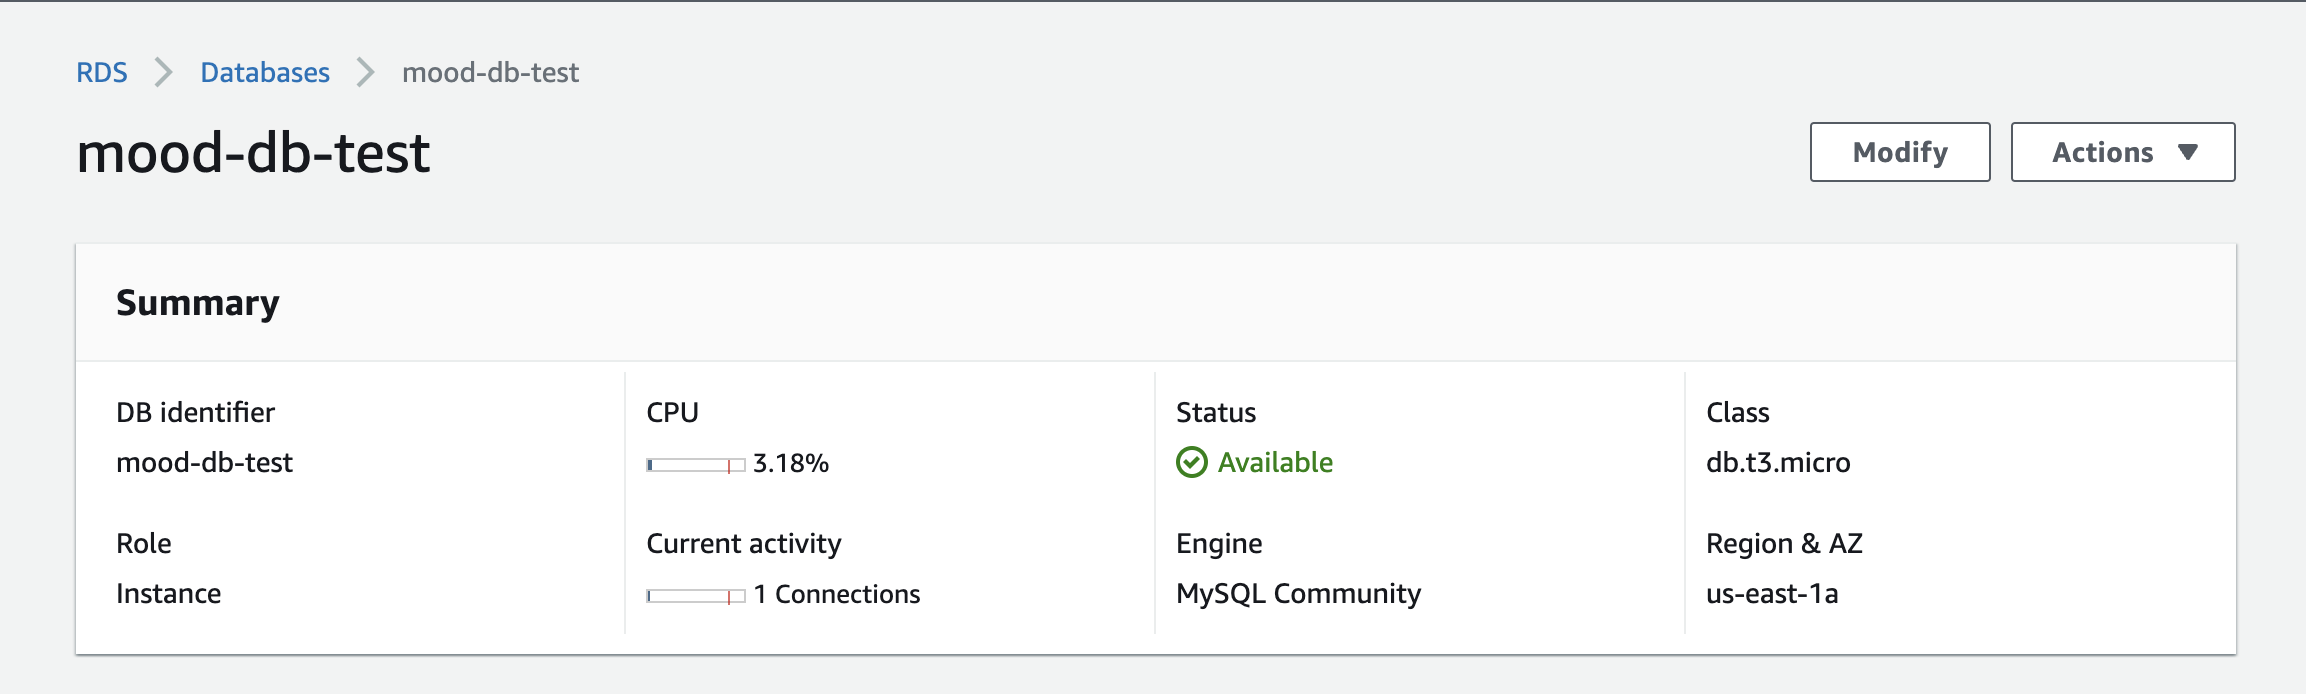 RDS > Databases > mood-db-test
mood-db-test
Modify
Actions
Summary
DB identifier
mood-db-test
CPU
3.18%
Status
Available
Class
db.t3.micro
Role
Instance
Current activity
1 Connections
Engine
MySQL Community
Region & AZ
us-east-1a